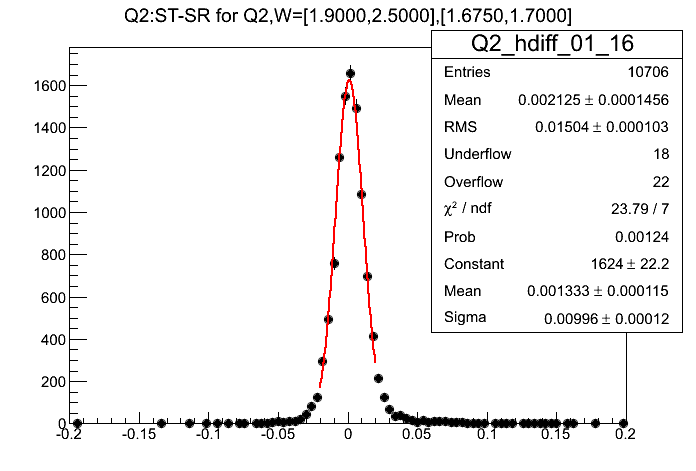 Q2:ST-SR for Q2,W=[1.9000,2.5000],[1.6750,1.7000]
Q2_hdiff_01_16
Entries 10706
Mean 0.002125 ± 0.0001456
RMS 0.01504 ± 0.000103
Underflow 18
Overflow 22
χ² / ndf 23.79 / 7
Prob 0.00124
Constant 1624 ± 22.2
Mean 0.001333 ± 0.000115
Sigma 0.00996 ± 0.00012
1600
1400
1200
1000
800
600
400
200
0
-0.2 -0.15 -0.1 -0.05 0 0.05 0.1 0.15 0.2